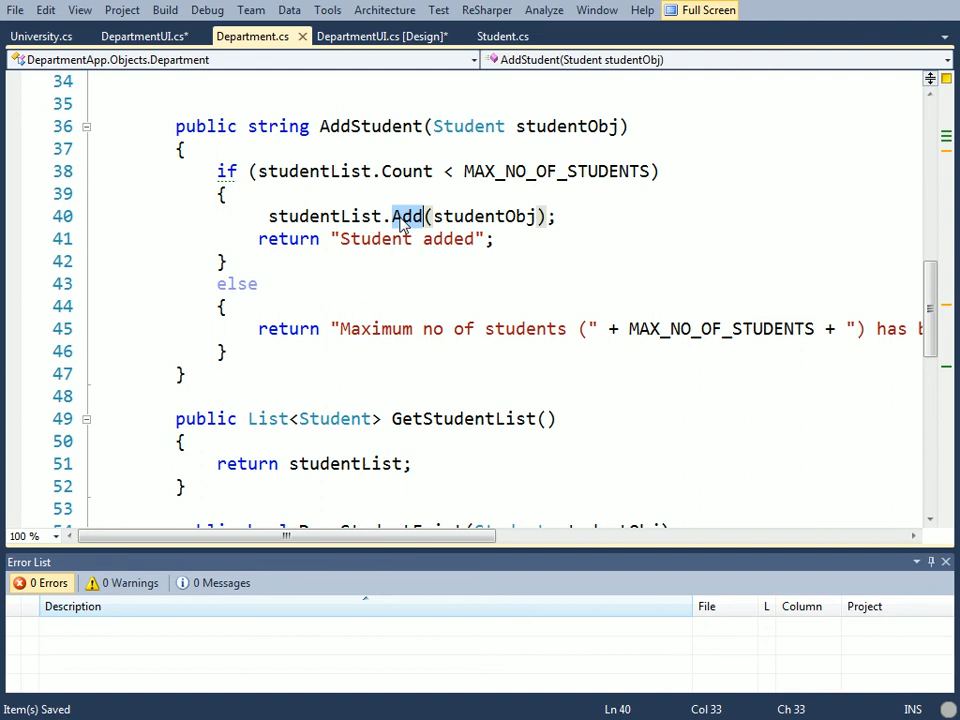 File Edit View Project Build Debug Team Data Tools Architecture Test ReSharper Analyze Window Help Full Screen
University.cs DepartmentUI.cs* Department.cs DepartmentUI.cs [Design]* Student.cs
DepartmentApp.Objects.Department AddStudent(Student studentObj)
34
35
36 public string AddStudent(Student studentObj)
37 {
38 if (studentList.Count < MAX_NO_OF_STUDENTS)
39 {
40 studentList.Add(studentObj);
41 return "Student added";
42 }
43 else
44 {
45 return "Maximum no of students (" + MAX_NO_OF_STUDENTS + ") has
46 }
47 }
48
49 public List<Student> GetStudentList()
50 {
51 return studentList;
52 }
53
100 %
Error List
0 Errors 0 Warnings 0 Messages
Description File L Column Project
Item(s) Saved Ln 40 Col 33 Ch 33 INS